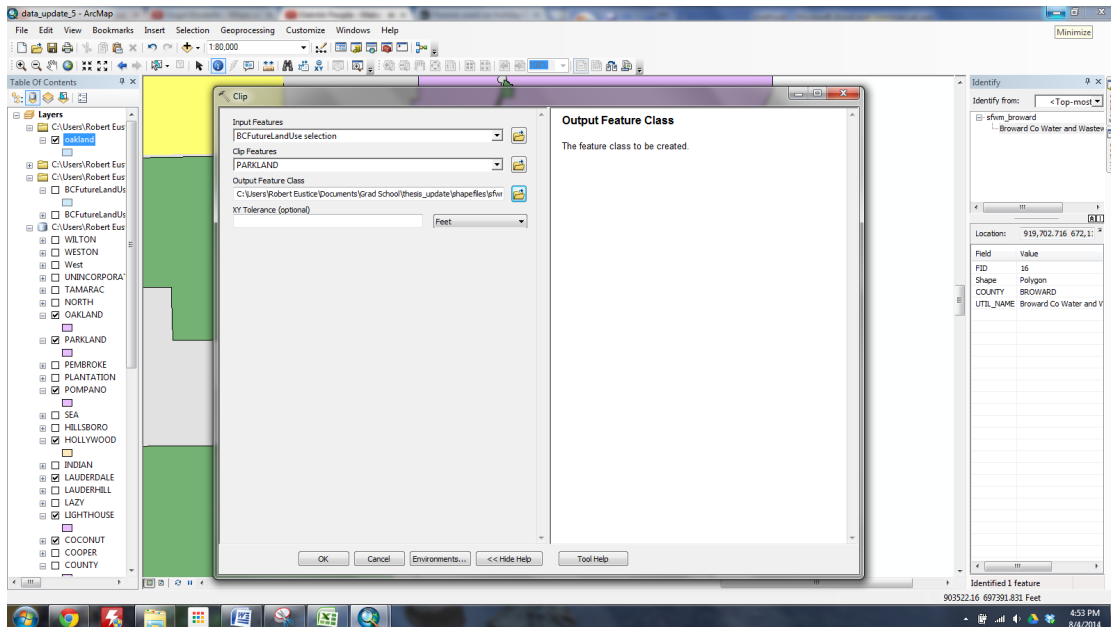 data_update_5 - ArcMap
File Edit View Bookmarks Insert Selection Geoprocessing Customize Windows Help
Minimize
1:80,000
Table Of Contents
Layers
C:\Users\Robert Eus
oakland
C:\Users\Robert Eus
C:\Users\Robert Eus
BCFutureLandUs
BCFutureLandUs
C:\Users\Robert Eus
WILTON
WESTON
West
UNINCORPORA
TAMARAC
NORTH
OAKLAND
PARKLAND
PEMBROKE
PLANTATION
POMPANO
SEA
HILLSBORO
HOLLYWOOD
INDIAN
LAUDERDALE
LAUDERHILL
LAZY
LIGHTHOUSE
COCONUT
COOPER
COUNTY
Clip
Input Features
BCFutureLandUse selection
Clip Features
PARKLAND
Output Feature Class
C:\Users\Robert Eustice\Documents\Grad School\thesis_update\shapefiles\sfwr
XY Tolerance (optional)
Feet
OK Cancel Environments... << Hide Help Tool Help
Output Feature Class
The feature class to be created.
Identify
Identify from: <Top-most
sfwm_broward
Broward Co Water and Wastew
Location: 919,702.716 672,1
Field Value
FID 16
Shape Polygon
COUNTY BROWARD
UTIL_NAME Broward Co Water and V
Identified 1 feature
903522.16 697391.831 Feet
4:53 PM
8/4/2014